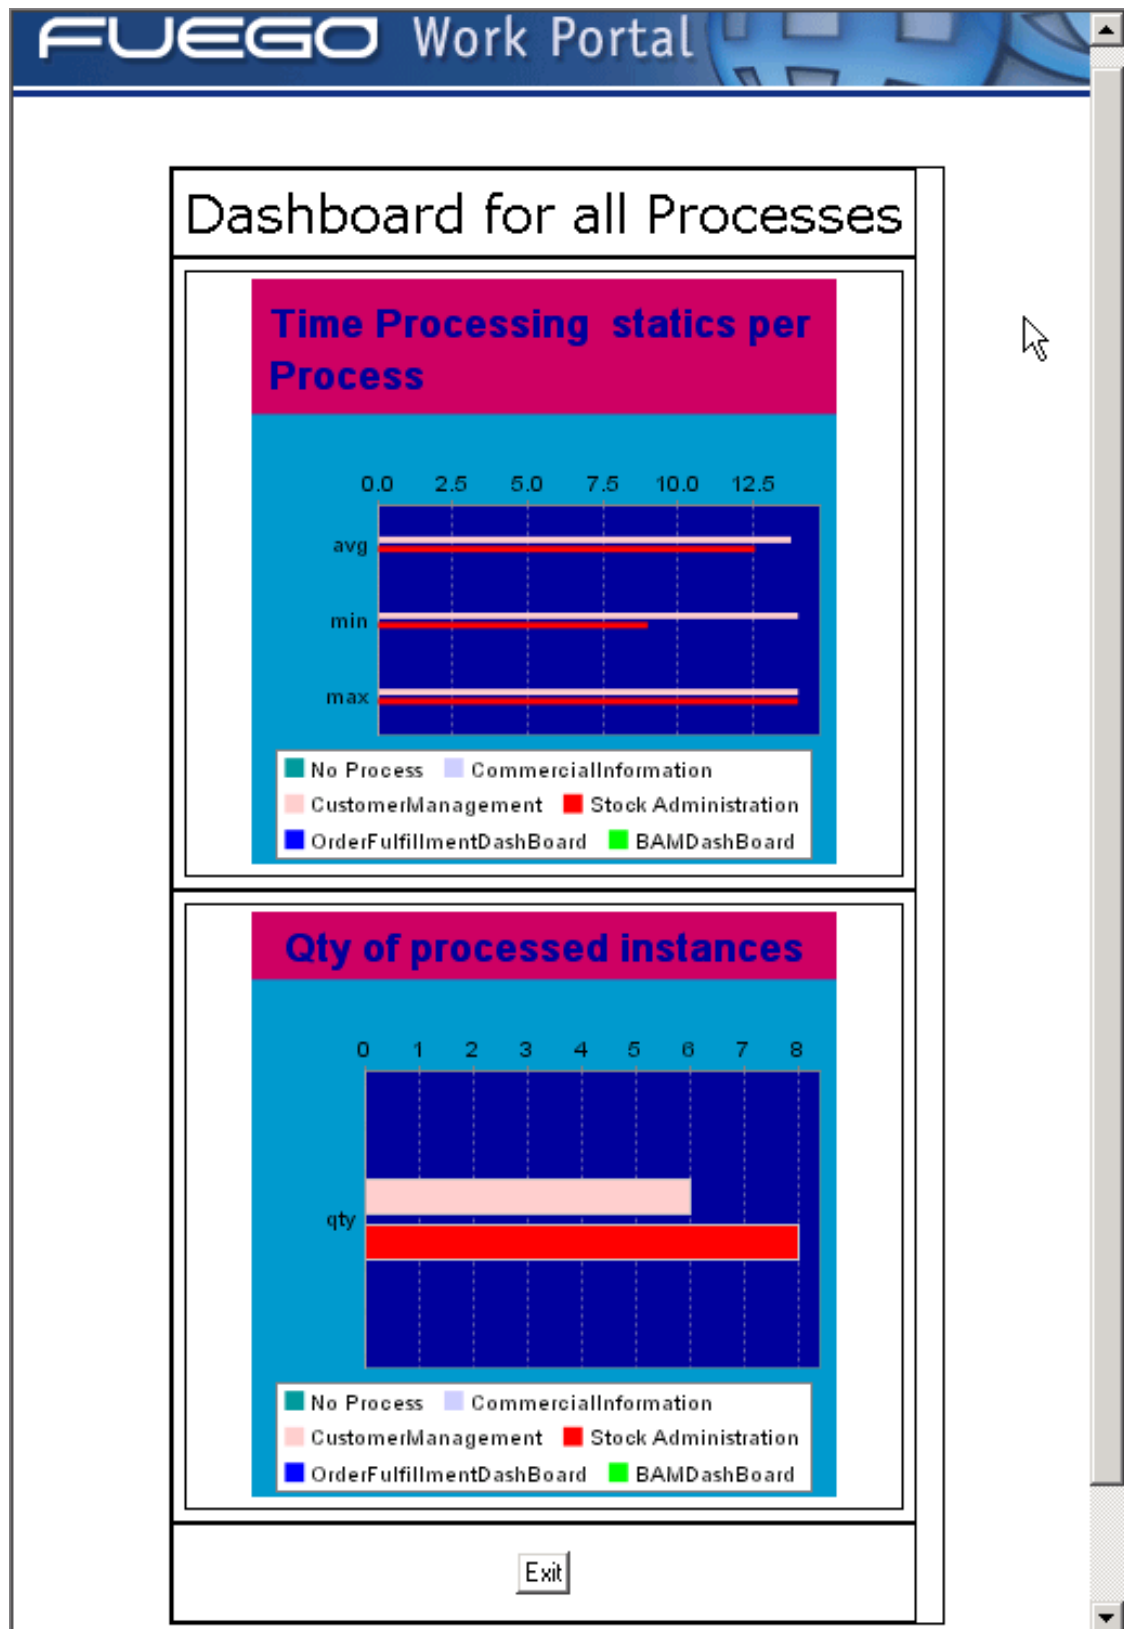 FUEGO Work Portal
Dashboard for all Processes
Time Processing statics per
Process
0.0 2.5 5.0 7.5 10.0 12.5
avg
min
max
No Process CommercialInformation
CustomerManagement Stock Administration
OrderFulfillmentDashBoard BAMDashBoard
Qty of processed instances
0 1 2 3 4 5 6 7 8
qty
No Process CommercialInformation
CustomerManagement Stock Administration
OrderFulfillmentDashBoard BAMDashBoard
Exit